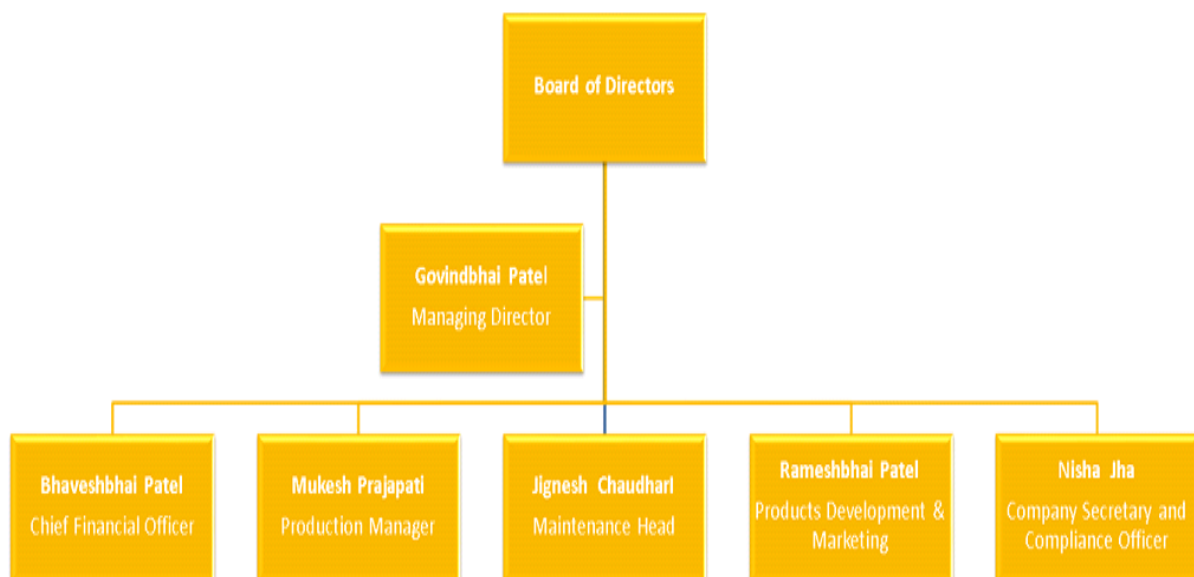 Board of Directors
Govindbhai Patel
Managing Director
Bhaveshbhai Patel
Chief Financial Officer
Mukesh Prajapati
Production Manager
Jignesh Chaudhari
Maintenance Head
Rameshbhai Patel
Products Development &
Marketing
Nisha Jha
Company Secretary and
Compliance Officer